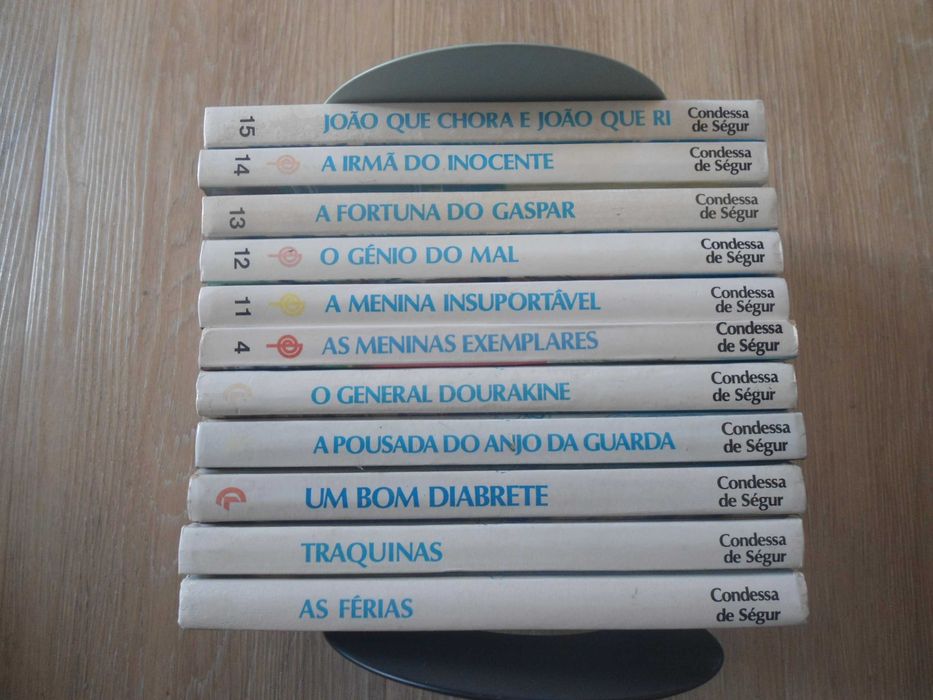 15 JOÃO QUE CHORA E JOÃO QUE RI Condessa
de Ségur
14 A IRMÃ DO INOCENTE Condessa
de Ségur
13 A FORTUNA DO GASPAR Condessa
de Ségur
12 O GÉNIO DO MAL Condessa
de Ségur
11 A MENINA INSUPORTÁVEL Condessa
de Ségur
4 AS MENINAS EXEMPLARES Condessa
de Ségur
O GENERAL DOURAKINE Condessa
de Ségur
A POUSADA DO ANJO DA GUARDA Condessa
de Ségur
UM BOM DIABRETE Condessa
de Ségur
TRAQUINAS Condessa
de Ségur
AS FÉRIAS Condessa
de Ségur